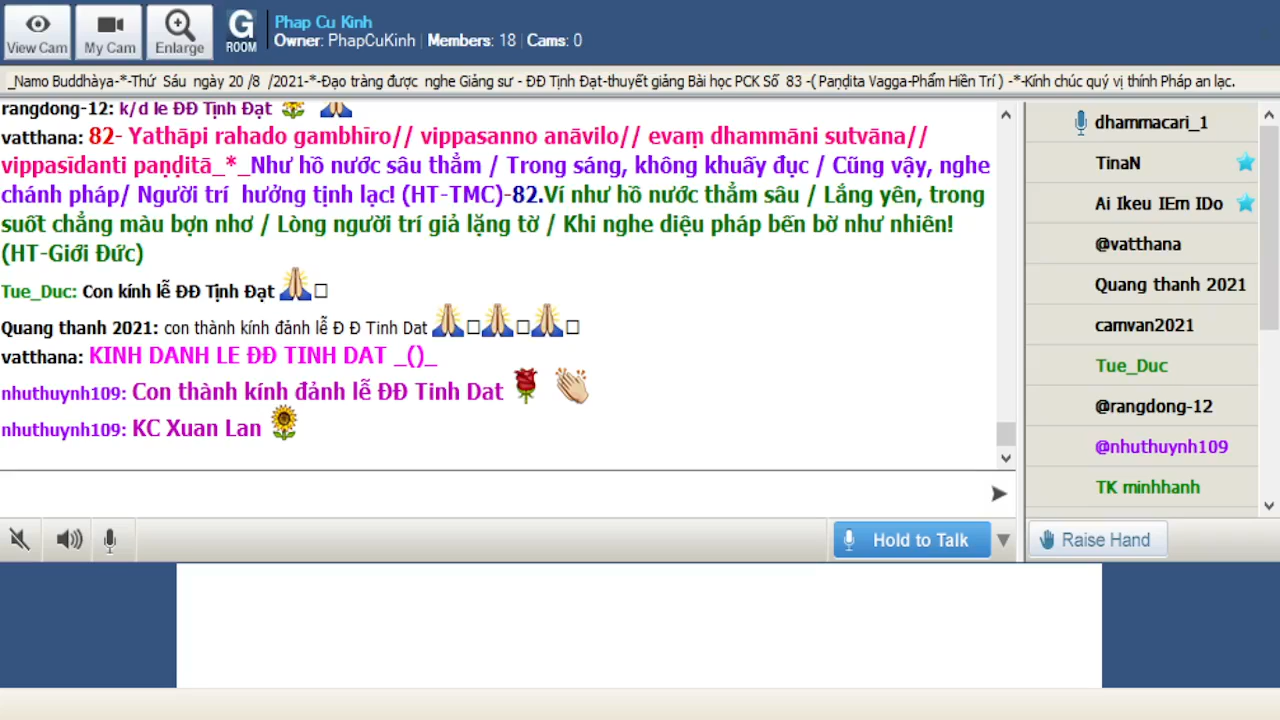 View Cam
My Cam
Enlarge
G
ROOM
Phap Cu Kinh
Owner: PhapCuKinh | Members: 18 | Cams: 0
_Namo Buddhàya-*-Thứ Sáu ngày 20 /8 /2021-*-Đạo tràng được nghe Giảng sư - ĐĐ Tịnh Đạt-thuyết giảng Bài học PCK Số 83 -( Paṇḍita Vagga-Phẩm Hiền Trí ) -*-Kính chúc quý vị thính Pháp an lạc.
rangdong-12: k/d le ĐĐ Tịnh Đạt
vatthana: 82- Yathāpi rahado gambhīro// vippasanno anāvilo// evaṃ dhammāni sutvāna//
vippasīdanti paṇḍitā_*_Như hồ nước sâu thẳm / Trong sáng, không khuấy đục / Cũng vậy, nghe
chánh pháp/ Người trí hưởng tịnh lạc! (HT-TMC)-82.Ví như hồ nước thẳm sâu / Lắng yên, trong
suốt chẳng màu bợn nhơ / Lòng người trí giả lặng tờ / Khi nghe diệu pháp bến bờ như nhiên!
(HT-Giới Đức)
Tue_Duc: Con kính lễ ĐĐ Tịnh Đạt
Quang thanh 2021: con thành kính đảnh lễ Đ Đ Tinh Dat
vatthana: KINH DANH LE ĐĐ TINH DAT _()_
nhuthuynh109: Con thành kính đảnh lễ ĐĐ Tinh Dat
nhuthuynh109: KC Xuan Lan
dhammacari_1
TinaN
Ai Ikeu IEm IDo
@vatthana
Quang thanh 2021
camvan2021
Tue_Duc
@rangdong-12
@nhuthuynh109
TK minhhanh
Hold to Talk
Raise Hand